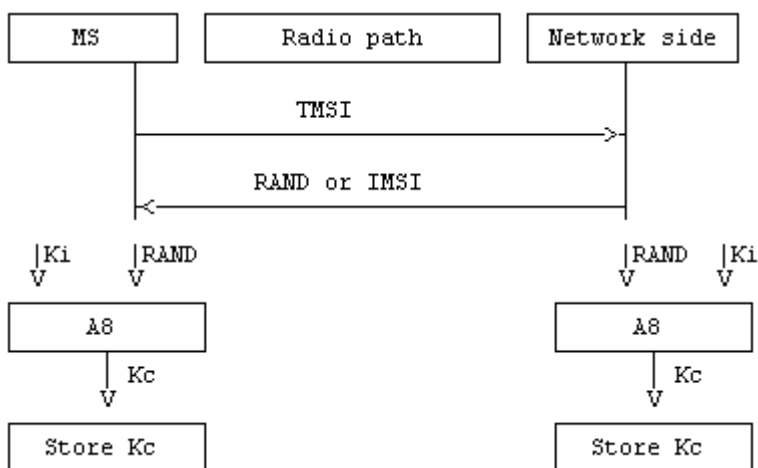 MS Radio path Network side
TMSI
RAND or IMSI
Ki RAND RAND Ki
A8 A8
Kc Kc
Store Kc Store Kc